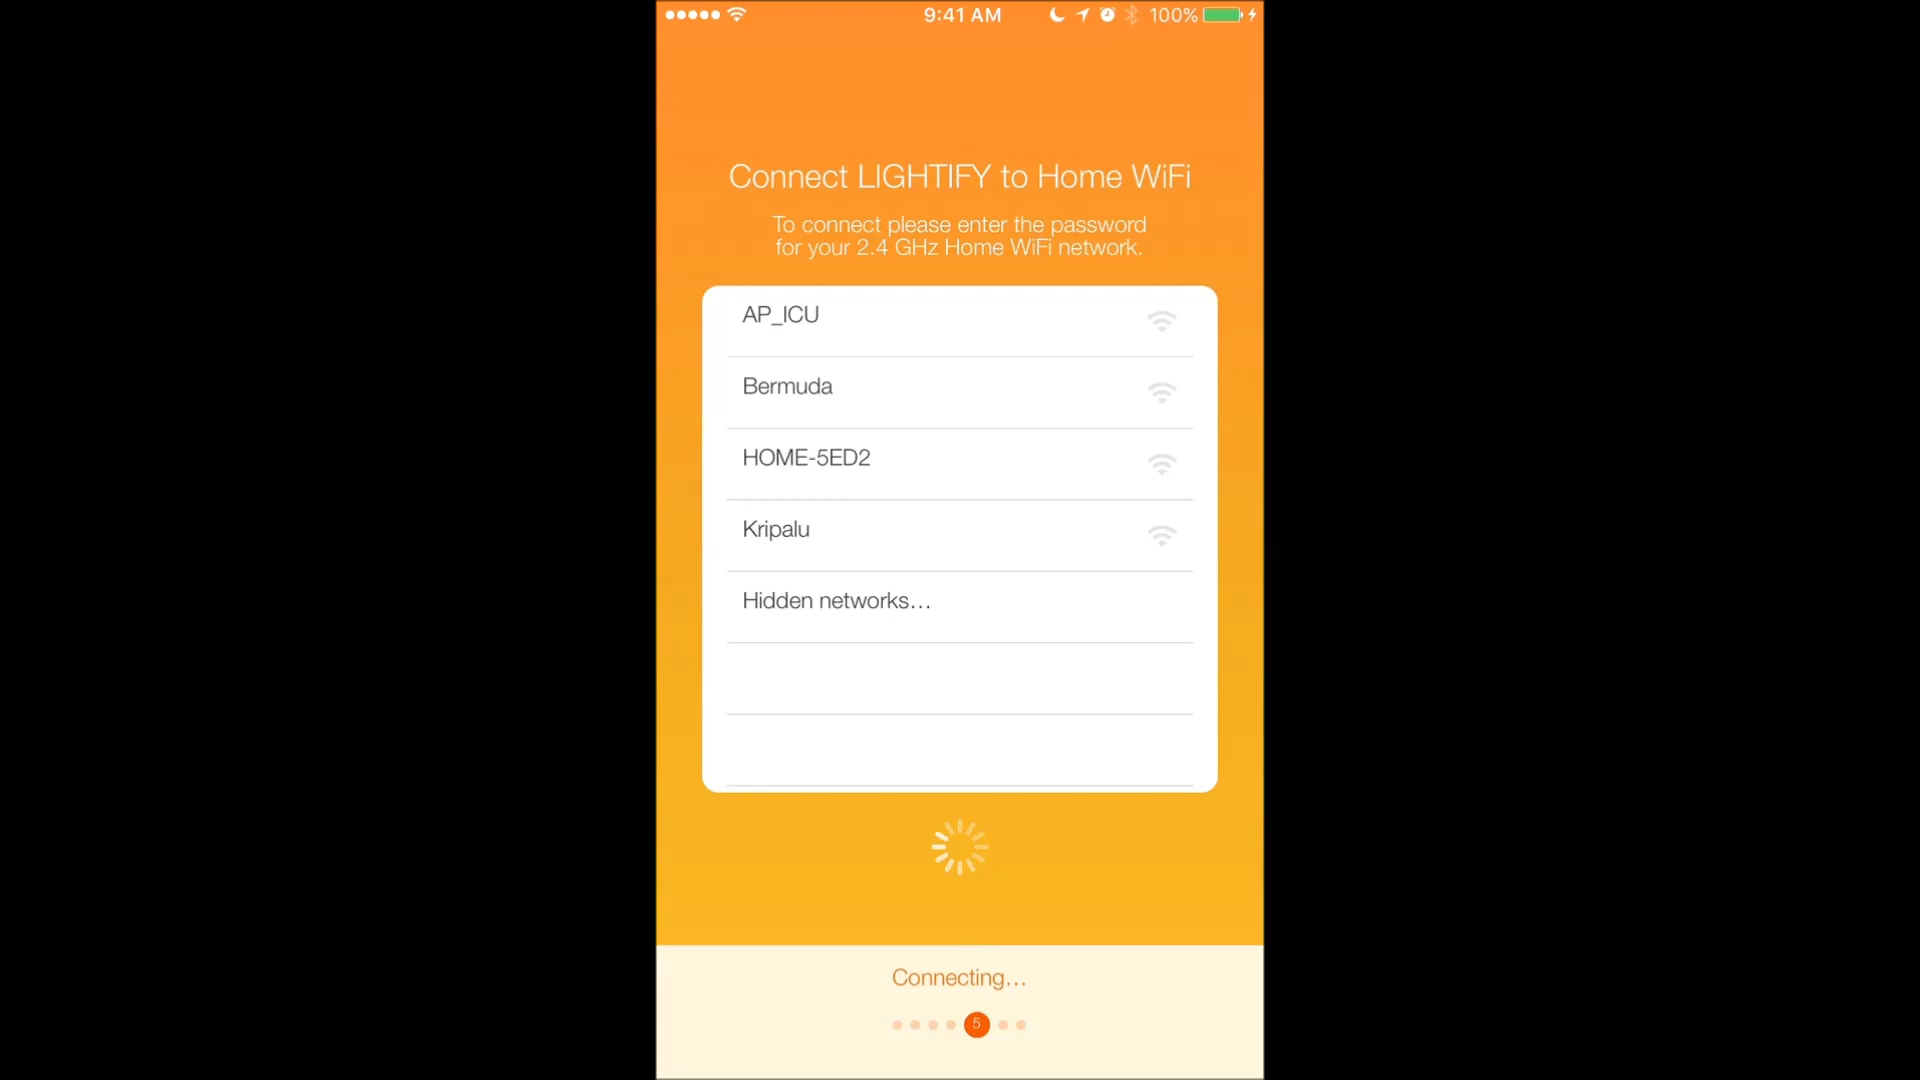 9:41 AM 100%
Connect LIGHTIFY to Home WiFi
To connect please enter the password
for your 2.4 GHz Home WiFi network.
AP_ICU
Bermuda
HOME-5ED2
Kripalu
Hidden networks...
Connecting...
5